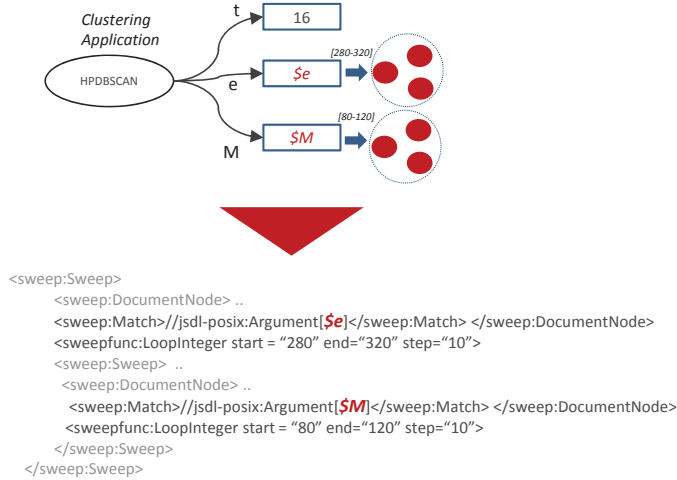 Clustering
Application
HPDBSCAN
t
16
e
$e
[280-320]
M
$M
[80-120]
<sweep:Sweep>
<sweep:DocumentNode> ..
<sweep:Match>//jsdl-posix:Argument[$e]</sweep:Match> </sweep:DocumentNode>
<sweepfunc:LoopInteger start = “280” end=“320” step=“10”>
<sweep:Sweep> ..
<sweep:DocumentNode> ..
<sweep:Match>//jsdl-posix:Argument[$M]</sweep:Match> </sweep:DocumentNode>
<sweepfunc:LoopInteger start = “80” end=“120” step=“10”>
</sweep:Sweep>
</sweep:Sweep>